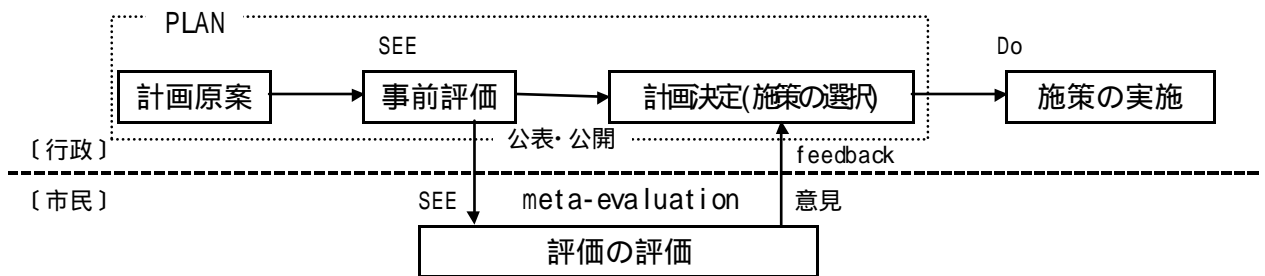 PLAN
SEE
Do
計画原案
事前評価
計画決定(施策の選択)
施策の実施
公表・公開
〔行政〕
feedback
〔市民〕
SEE
meta-evaluation
意見
評価の評価